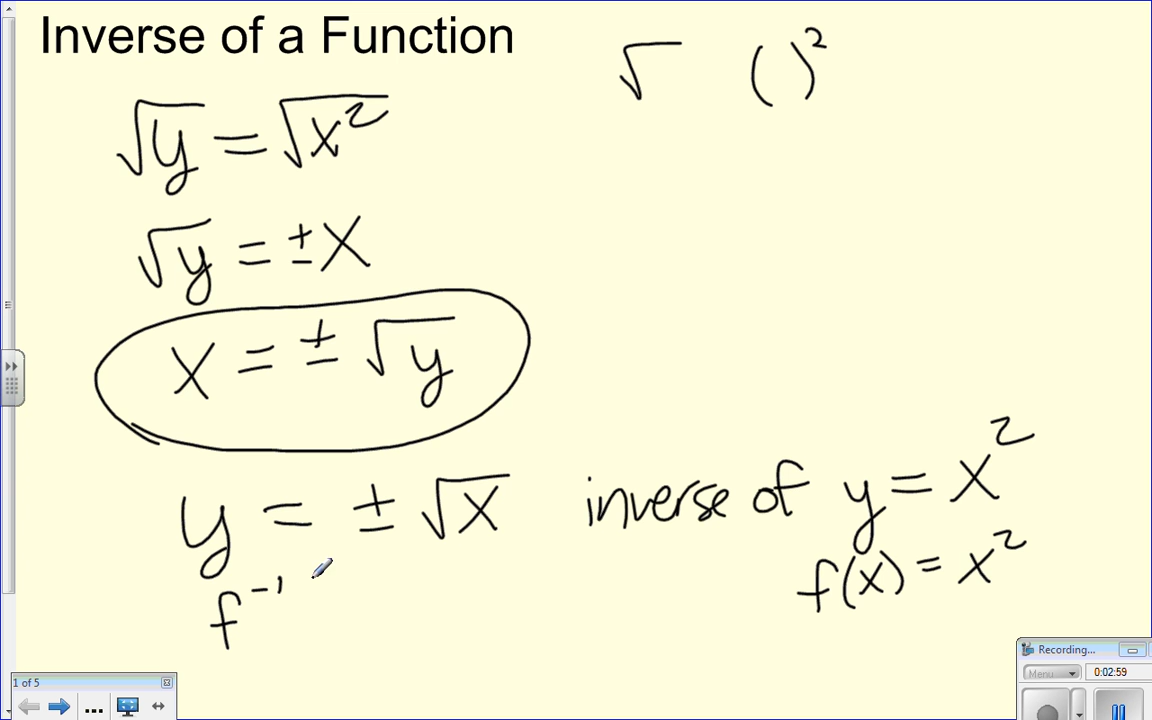 Inverse of a Function
√ ( )²
√y = √x²
√y = ±x
x = ± √y
y = ± √x inverse of y = x²
f⁻¹ f(x) = x²
Recording...
Menu 0:02:59
1 of 5
...